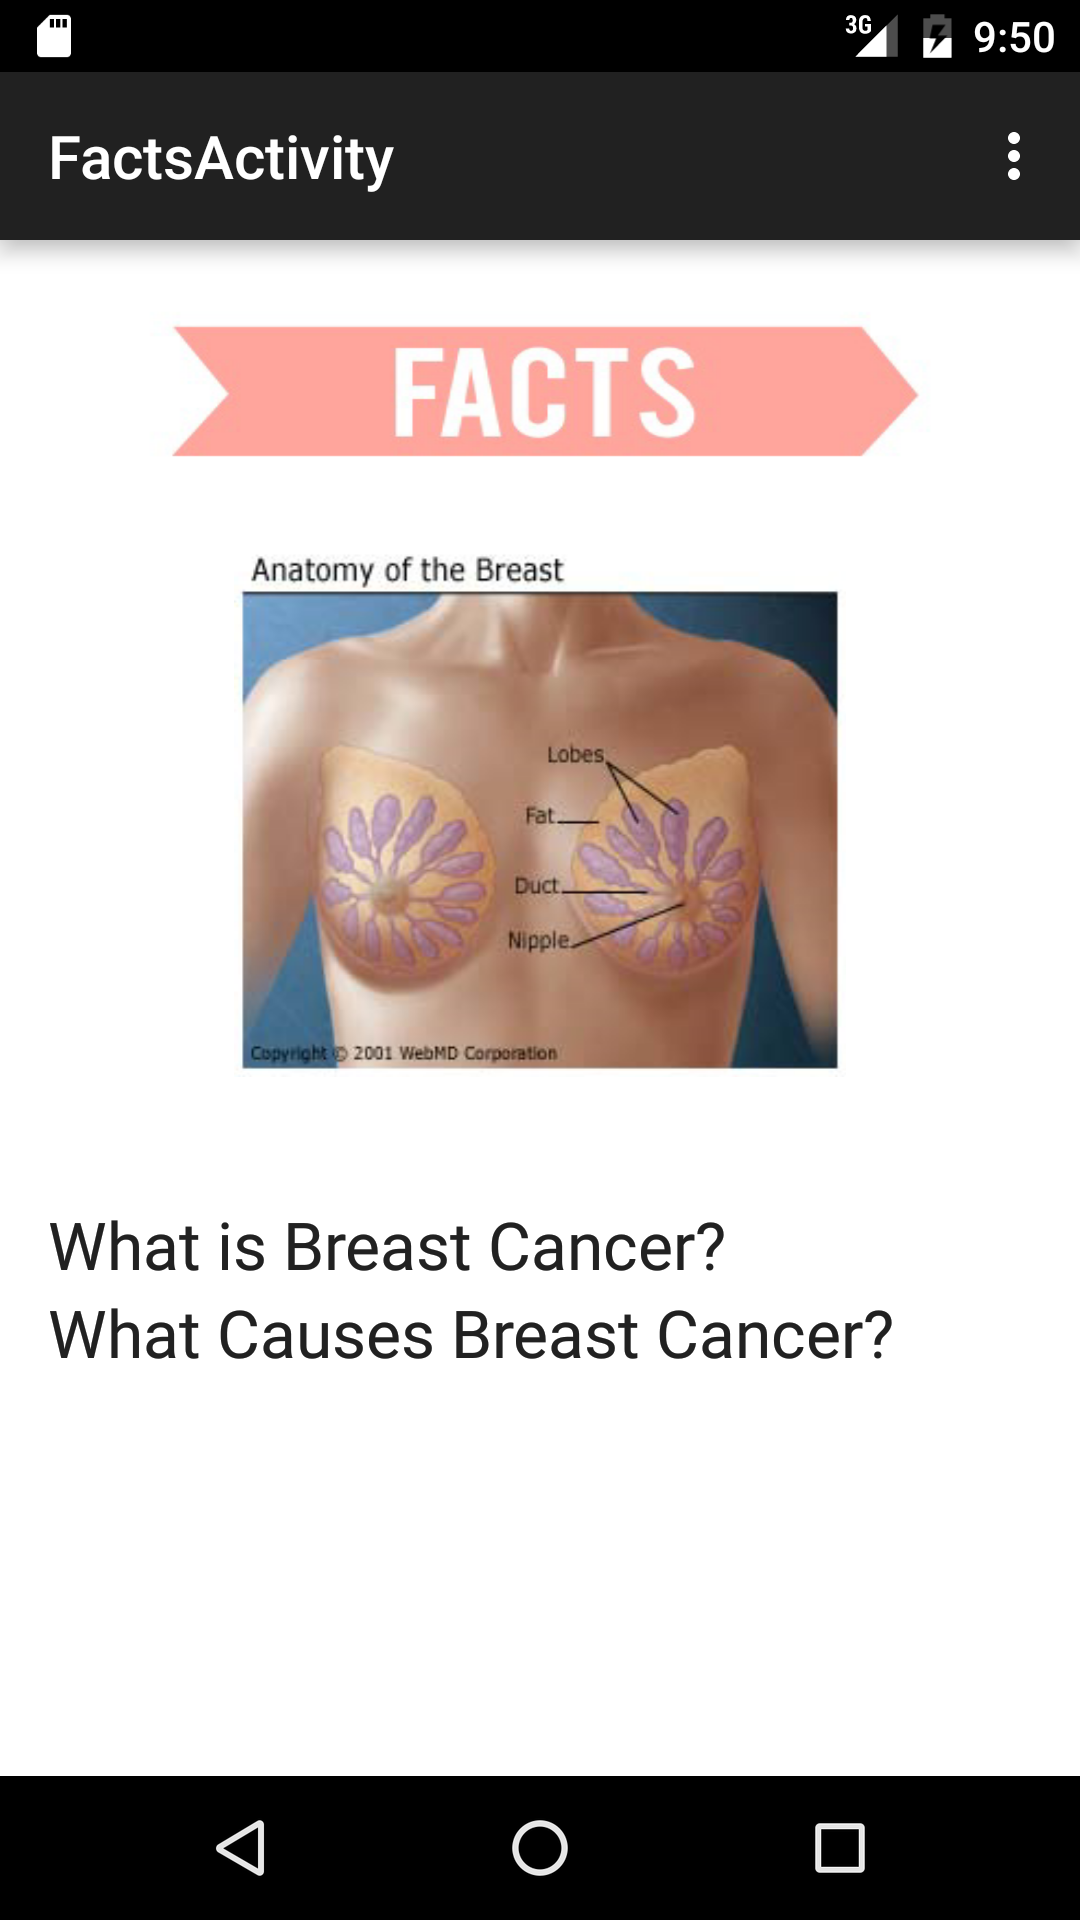 3G 9:50
FactsActivity
FACTS
Anatomy of the Breast
Lobes
Fat
Duct
Nipple
Copyright © 2001 WebMD Corporation
What is Breast Cancer?
What Causes Breast Cancer?